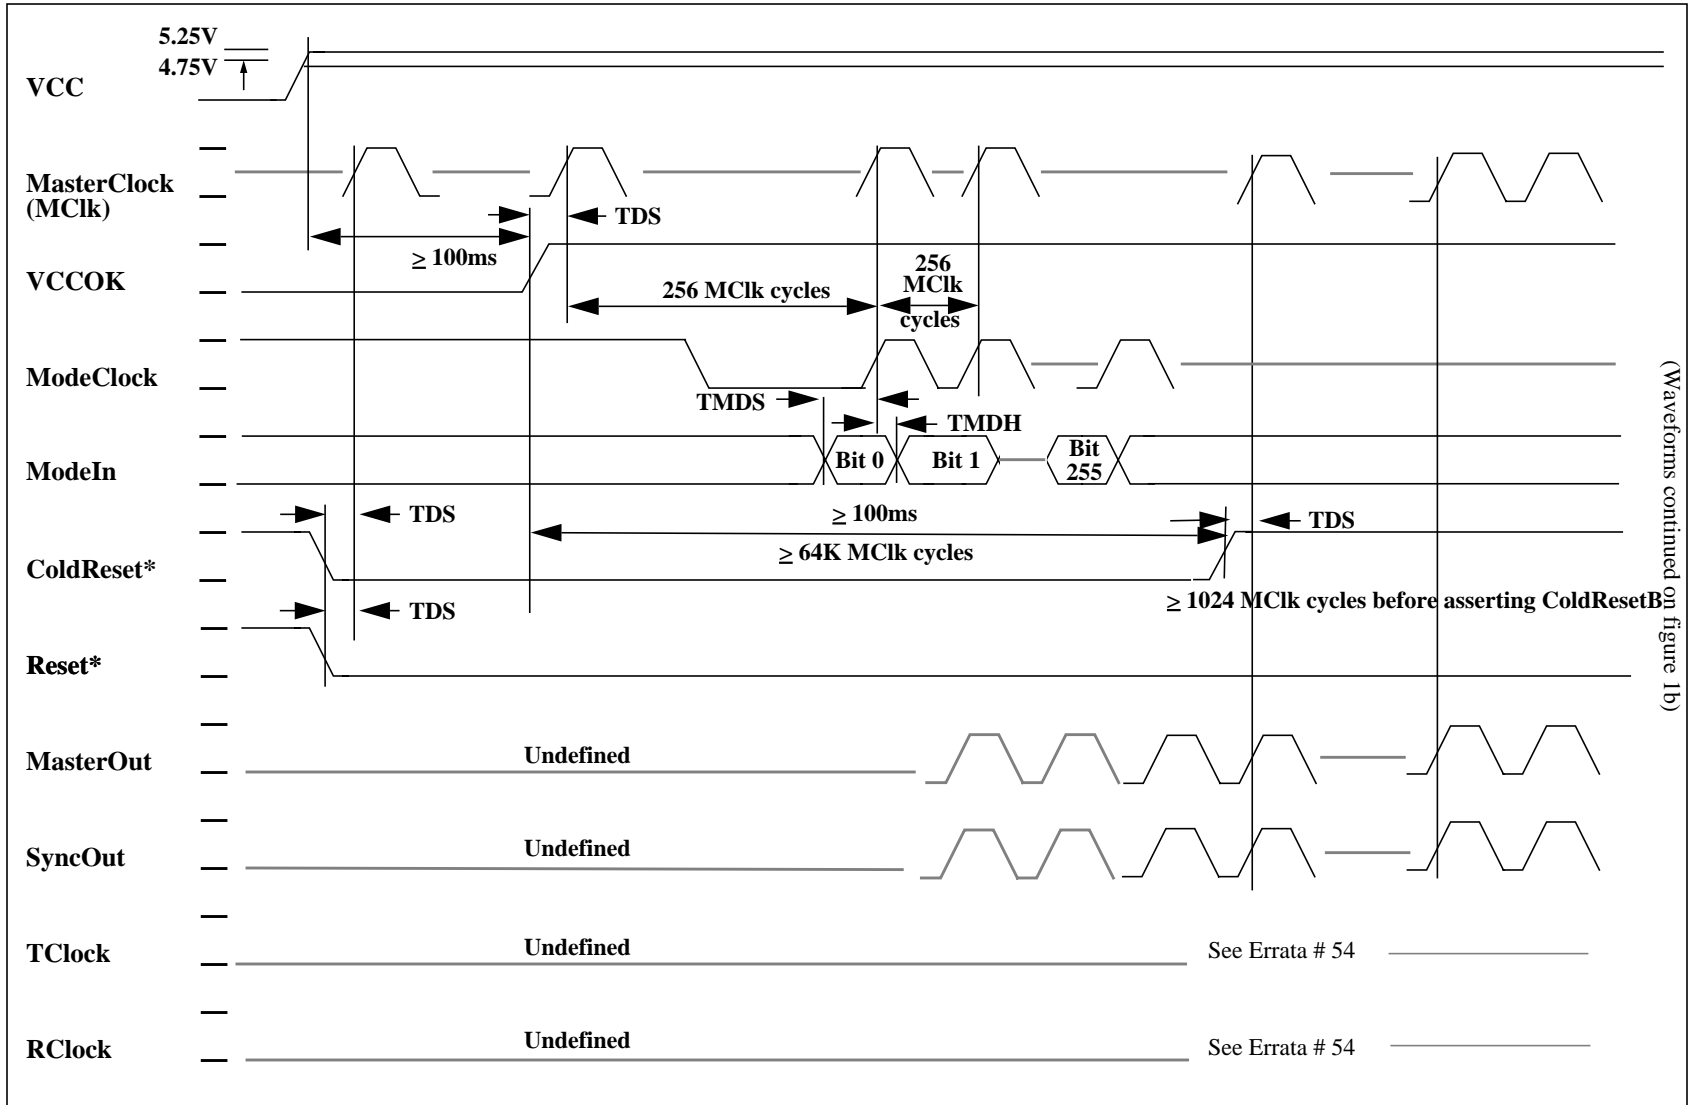 5.25V
4.75V
VCC
MasterClock
(MClk)
TDS
≥ 100ms
VCCOK
256 MClk cycles
256
MClk
cycles
ModeClock
TMDS
TMDH
ModeIn
Bit 0
Bit 1
Bit
255
TDS
≥ 100ms
TDS
ColdReset*
≥ 64K MClk cycles
TDS
≥ 1024 MClk cycles before asserting ColdResetB
Reset*
MasterOut
Undefined
SyncOut
Undefined
TClock
Undefined
See Errata # 54
RClock
Undefined
See Errata # 54
(Waveforms continued on figure 1b)